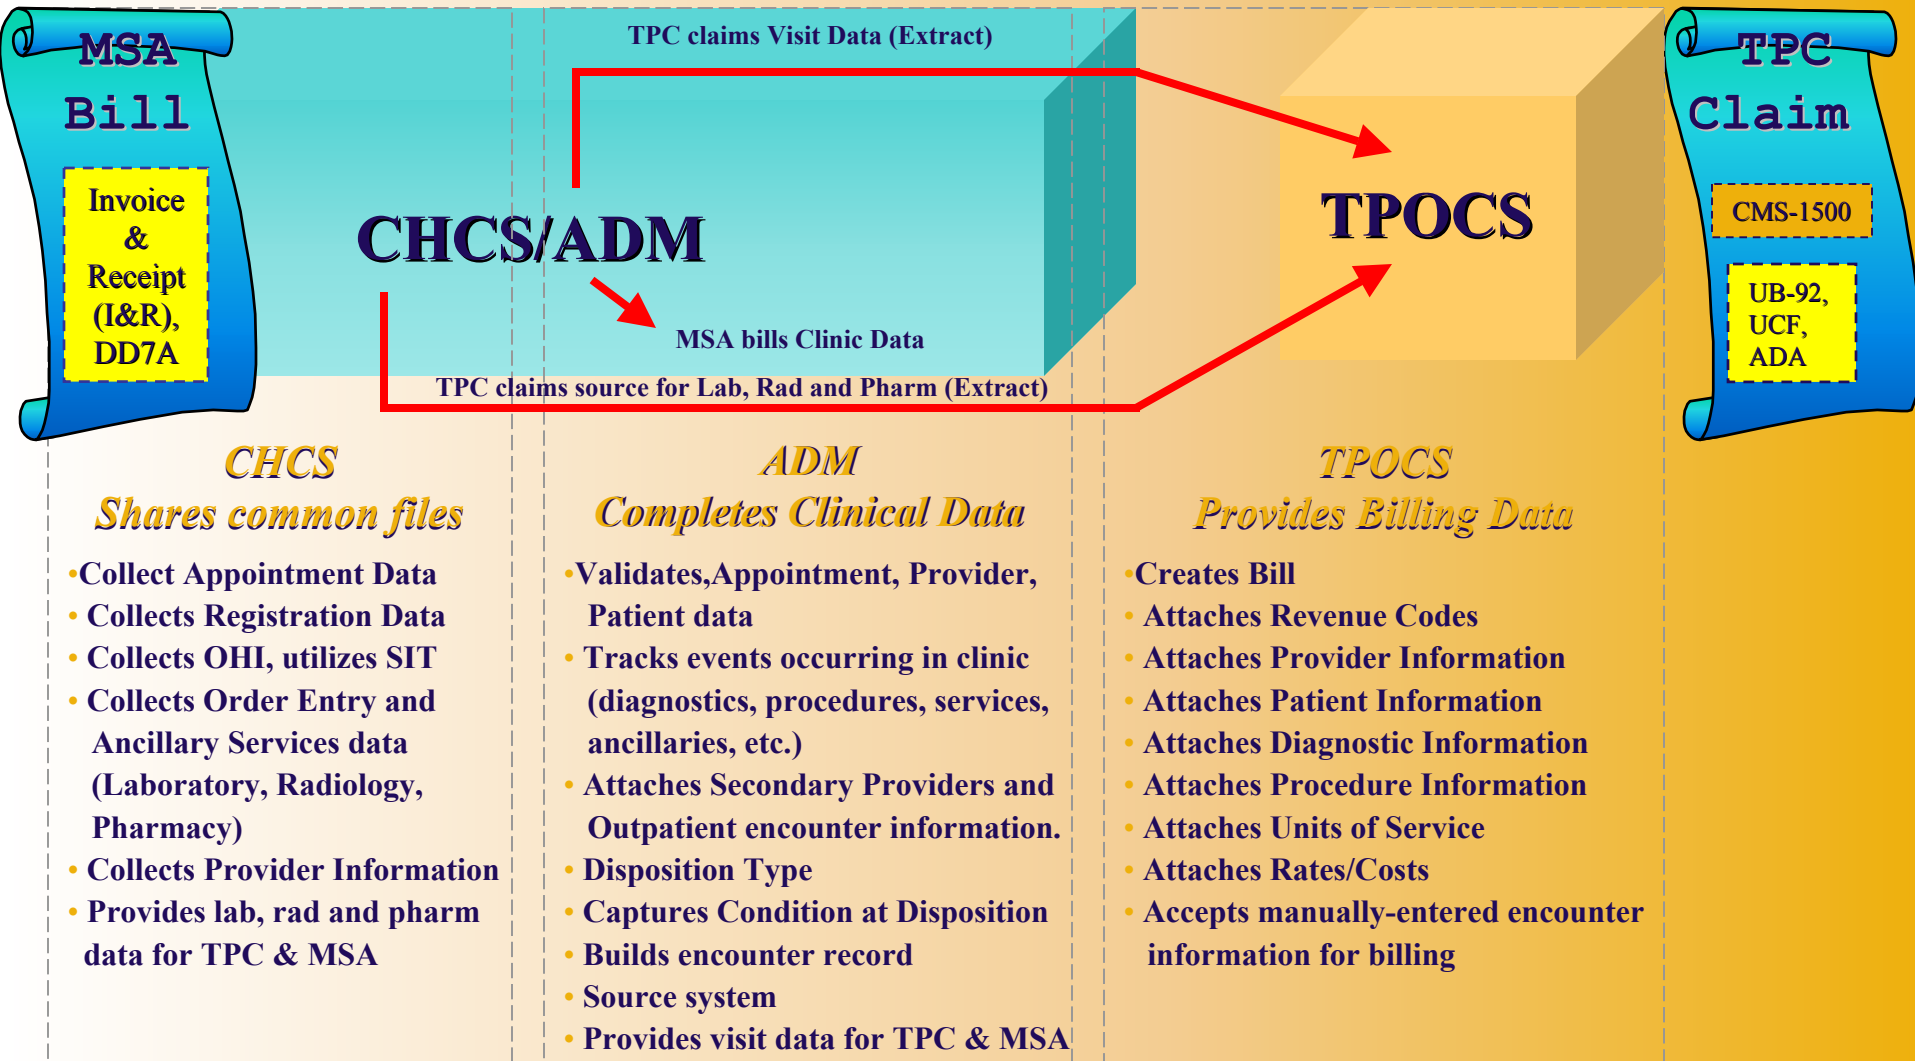 MSA
Bill
Invoice
&
Receipt
(I&R),
DD7A
TPC claims Visit Data (Extract)
CHCS/ADM
MSA bills Clinic Data
TPC claims source for Lab, Rad and Pharm (Extract)
TPOCS
TPC
Claim
CMS-1500
UB-92,
UCF,
ADA
CHCS
Shares common files
•Collect Appointment Data
• Collects Registration Data
• Collects OHI, utilizes SIT
• Collects Order Entry and
Ancillary Services data
(Laboratory, Radiology,
Pharmacy)
• Collects Provider Information
• Provides lab, rad and pharm
data for TPC & MSA
ADM
Completes Clinical Data
•Validates,Appointment, Provider,
Patient data
• Tracks events occurring in clinic
(diagnostics, procedures, services,
ancillaries, etc.)
• Attaches Secondary Providers and
Outpatient encounter information.
• Disposition Type
• Captures Condition at Disposition
• Builds encounter record
• Source system
• Provides visit data for TPC & MSA
TPOCS
Provides Billing Data
•Creates Bill
• Attaches Revenue Codes
• Attaches Provider Information
• Attaches Patient Information
• Attaches Diagnostic Information
• Attaches Procedure Information
• Attaches Units of Service
• Attaches Rates/Costs
• Accepts manually-entered encounter
information for billing